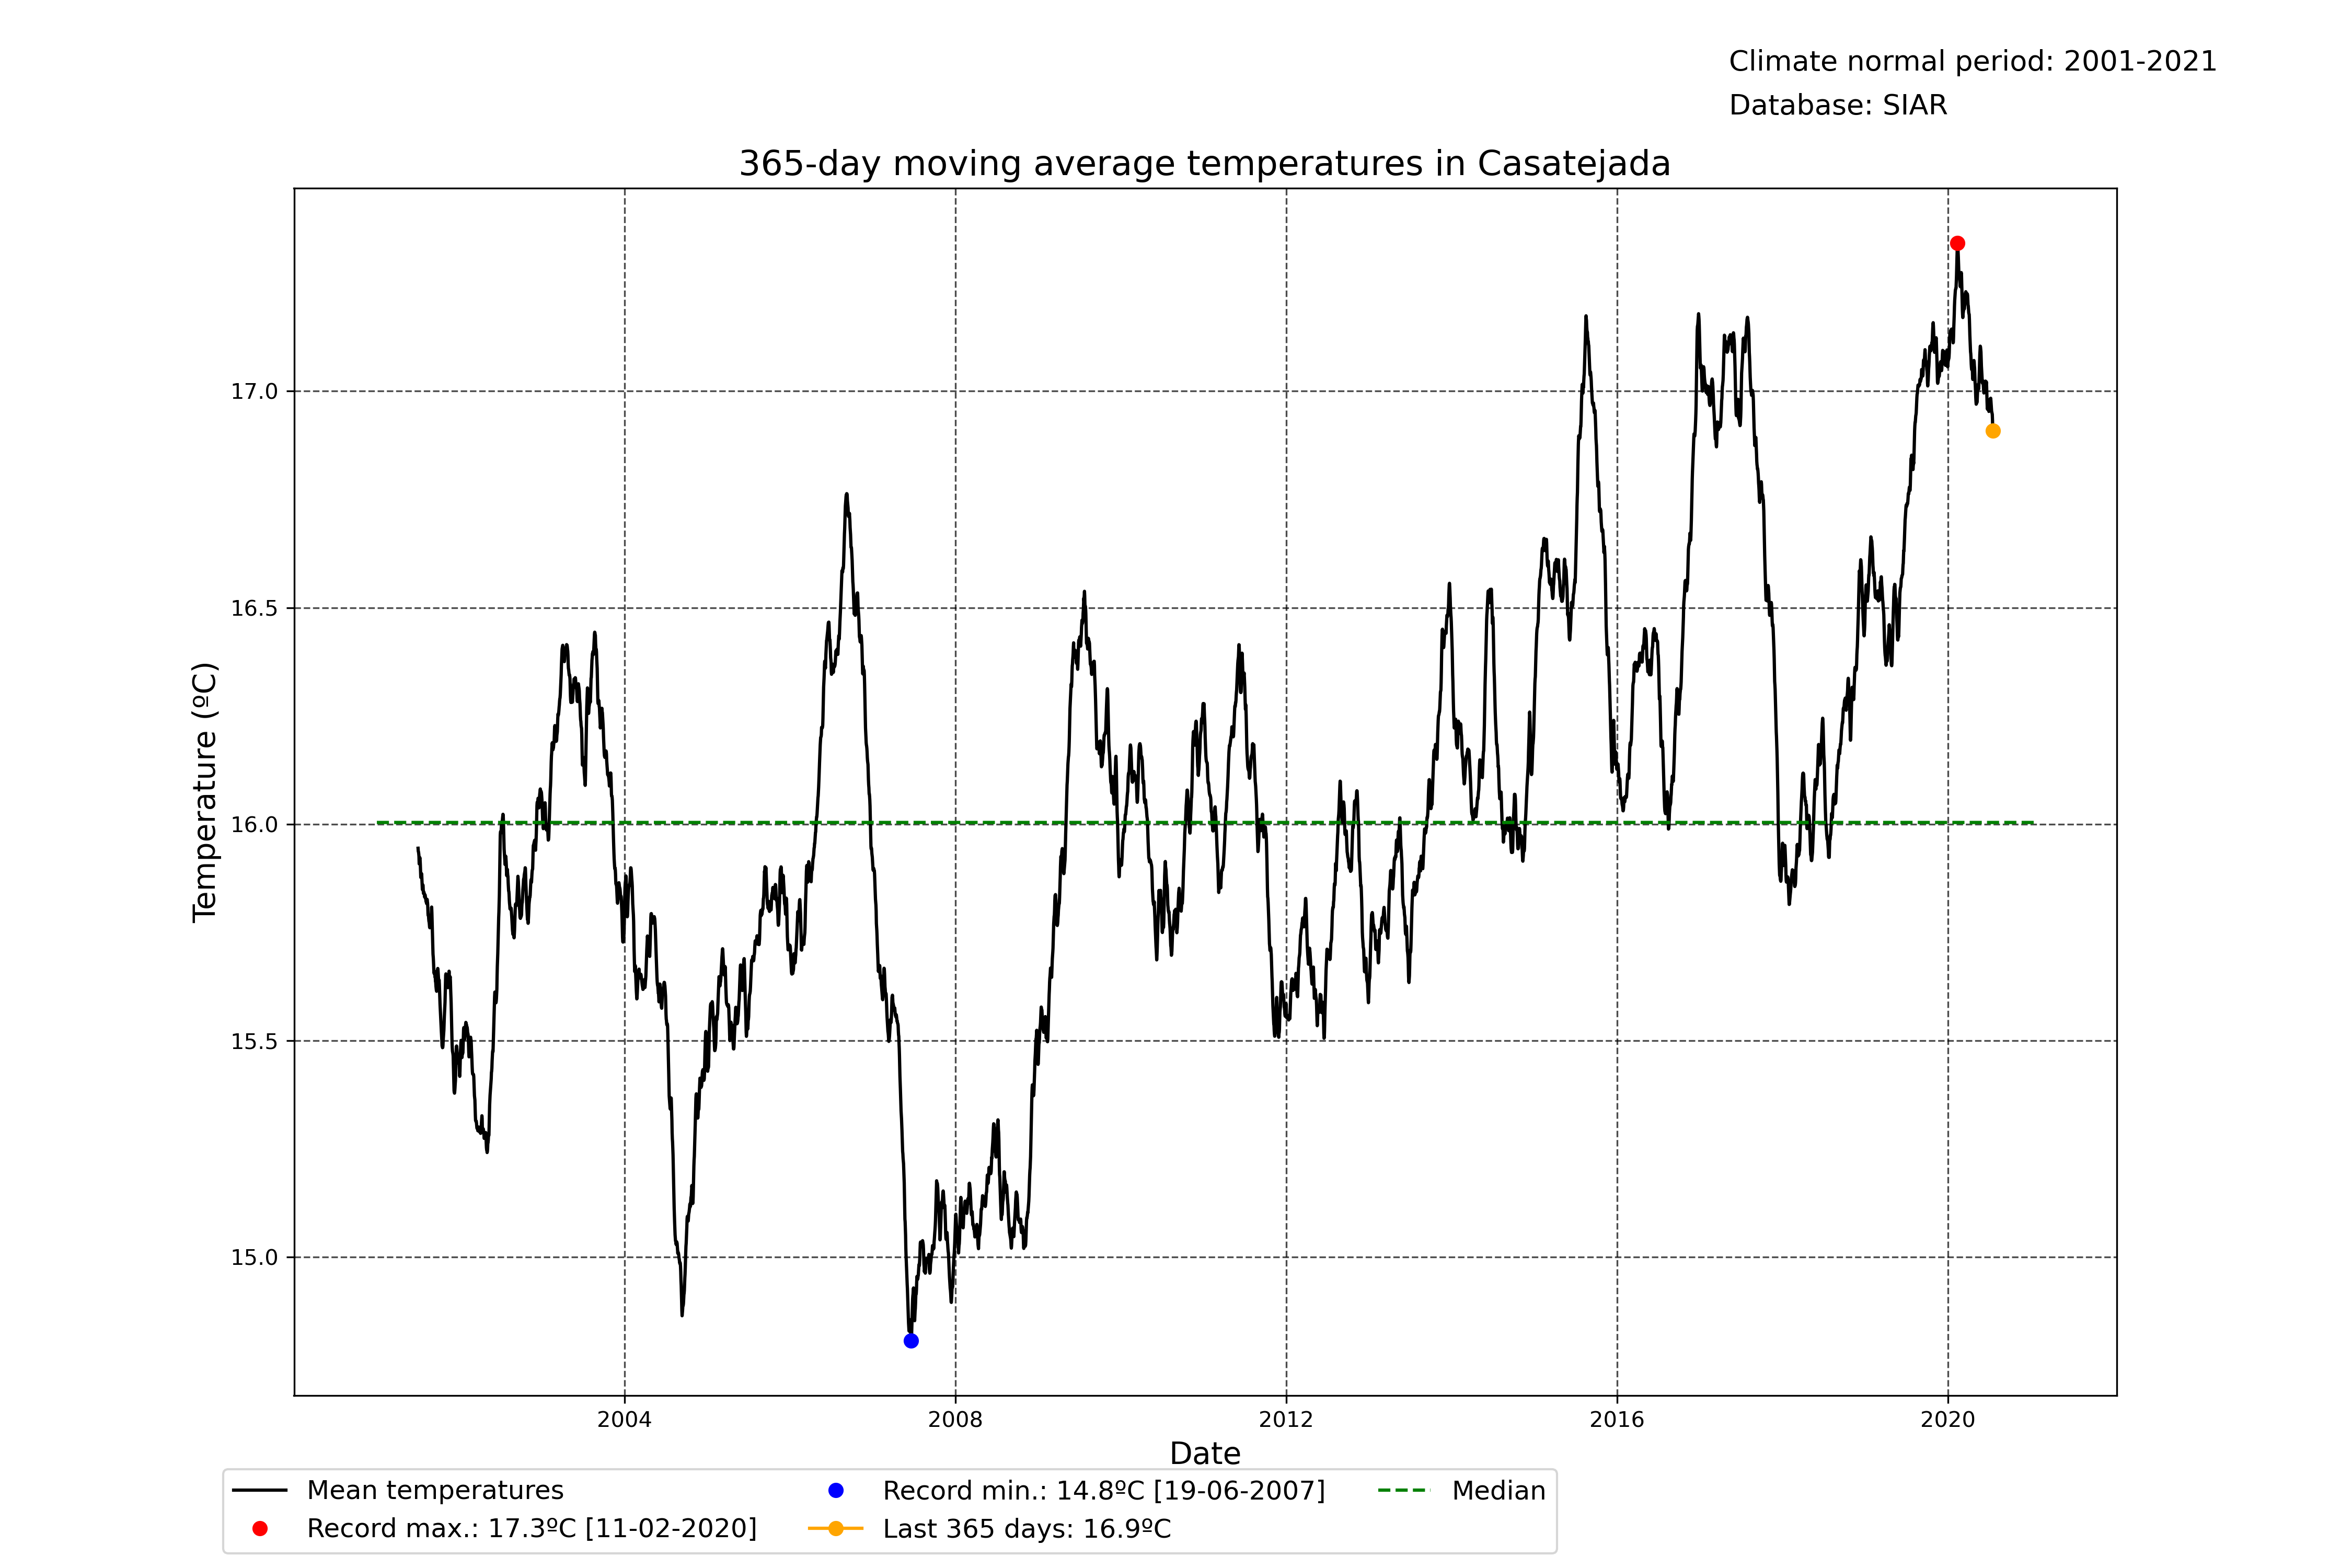 Climate normal period: 2001-2021
Database: SIAR
365-day moving average temperatures in Casatejada
17.0
16.5
16.0
15.5
15.0
Temperature (ºC)
2004 2008 2012 2016 2020
Date
Mean temperatures
Record max.: 17.3ºC [11-02-2020]
Record min.: 14.8ºC [19-06-2007]
Last 365 days: 16.9ºC
Median